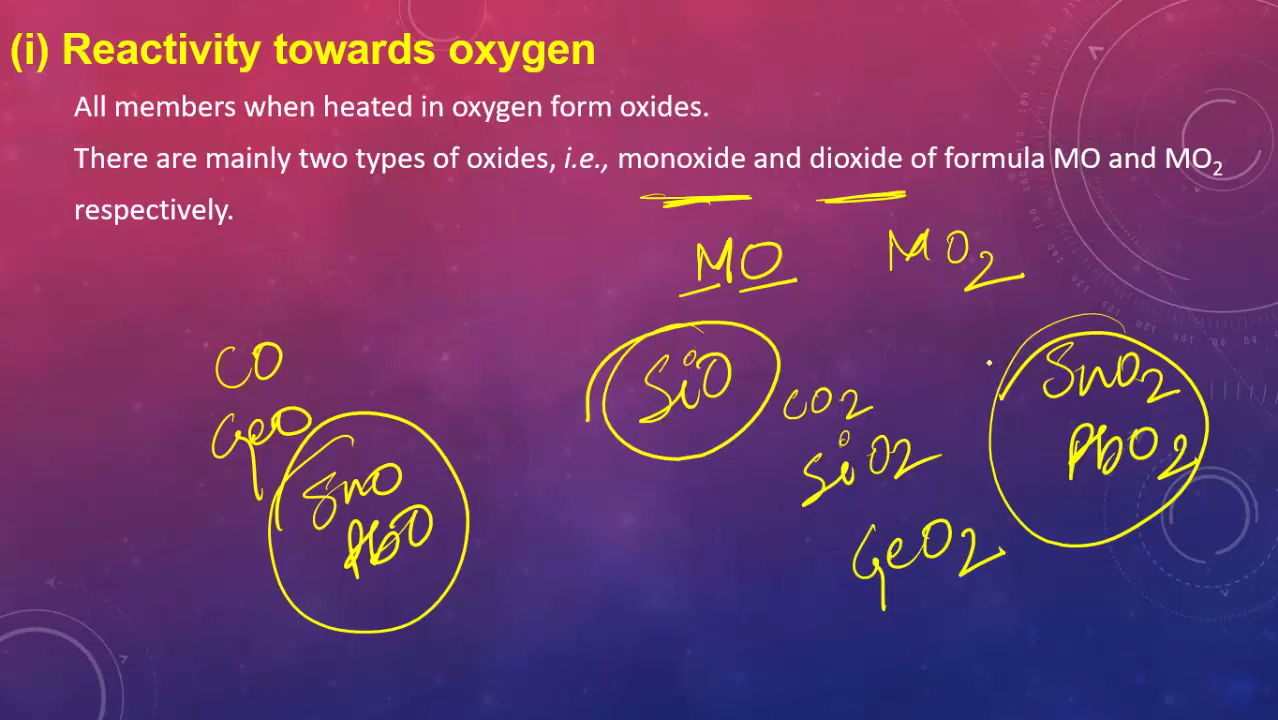 (i) Reactivity towards oxygen
All members when heated in oxygen form oxides.
There are mainly two types of oxides, i.e., monoxide and dioxide of formula MO and MO2
respectively.
MO
MO2
CO
GeO
SnO
PbO
SiO
CO2
SiO2
GeO2
SnO2
PbO2